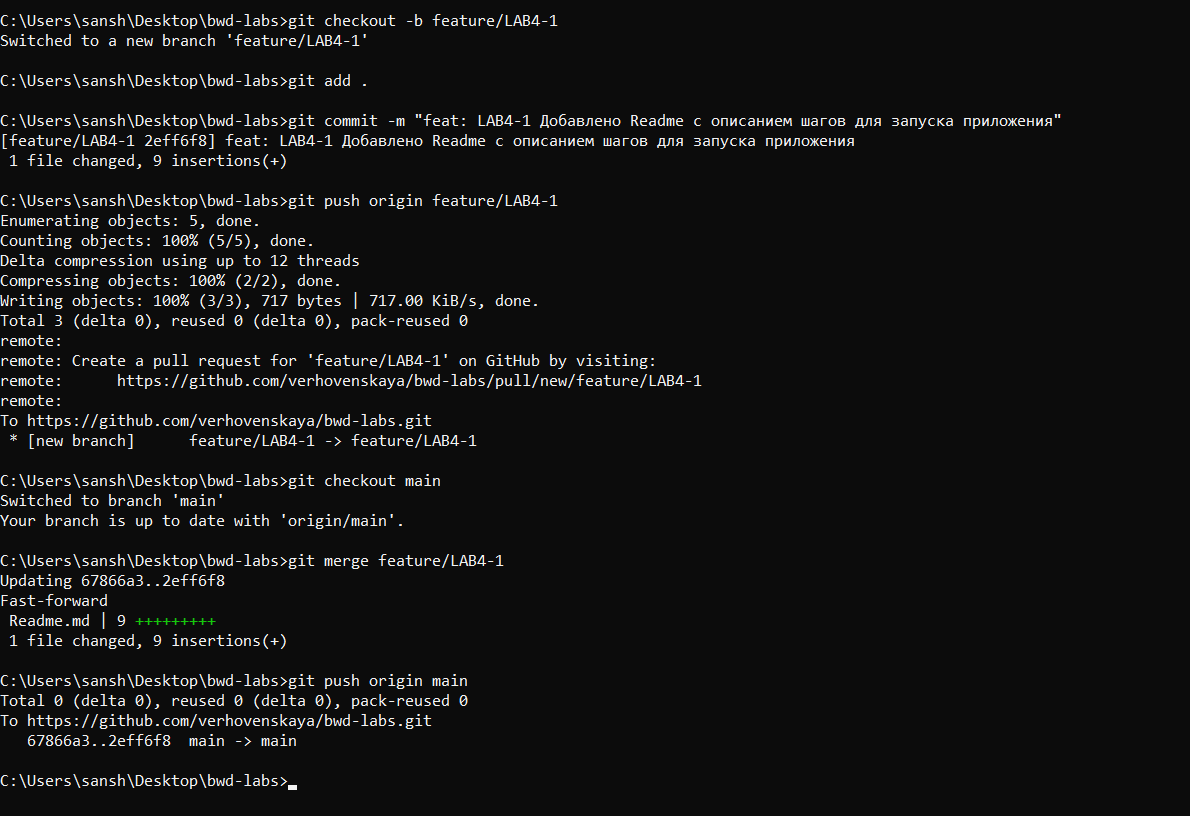 C:\Users\sansh\Desktop\bwd-labs>git checkout -b feature/LAB4-1
Switched to a new branch 'feature/LAB4-1'
C:\Users\sansh\Desktop\bwd-labs>git add .
C:\Users\sansh\Desktop\bwd-labs>git commit -m "feat: LAB4-1 Добавлено Readme с описанием шагов для запуска приложения"
[feature/LAB4-1 2eff6f8] feat: LAB4-1 Добавлено Readme с описанием шагов для запуска приложения
 1 file changed, 9 insertions(+)
C:\Users\sansh\Desktop\bwd-labs>git push origin feature/LAB4-1
Enumerating objects: 5, done.
Counting objects: 100% (5/5), done.
Delta compression using up to 12 threads
Compressing objects: 100% (2/2), done.
Writing objects: 100% (3/3), 717 bytes | 717.00 KiB/s, done.
Total 3 (delta 0), reused 0 (delta 0), pack-reused 0
remote:
remote: Create a pull request for 'feature/LAB4-1' on GitHub by visiting:
remote:      https://github.com/verhovenskaya/bwd-labs/pull/new/feature/LAB4-1
remote:
To https://github.com/verhovenskaya/bwd-labs.git
 * [new branch]      feature/LAB4-1 -> feature/LAB4-1
C:\Users\sansh\Desktop\bwd-labs>git checkout main
Switched to branch 'main'
Your branch is up to date with 'origin/main'.
C:\Users\sansh\Desktop\bwd-labs>git merge feature/LAB4-1
Updating 67866a3..2eff6f8
Fast-forward
 Readme.md | 9 +++++++++
 1 file changed, 9 insertions(+)
C:\Users\sansh\Desktop\bwd-labs>git push origin main
Total 0 (delta 0), reused 0 (delta 0), pack-reused 0
To https://github.com/verhovenskaya/bwd-labs.git
   67866a3..2eff6f8  main -> main
C:\Users\sansh\Desktop\bwd-labs>